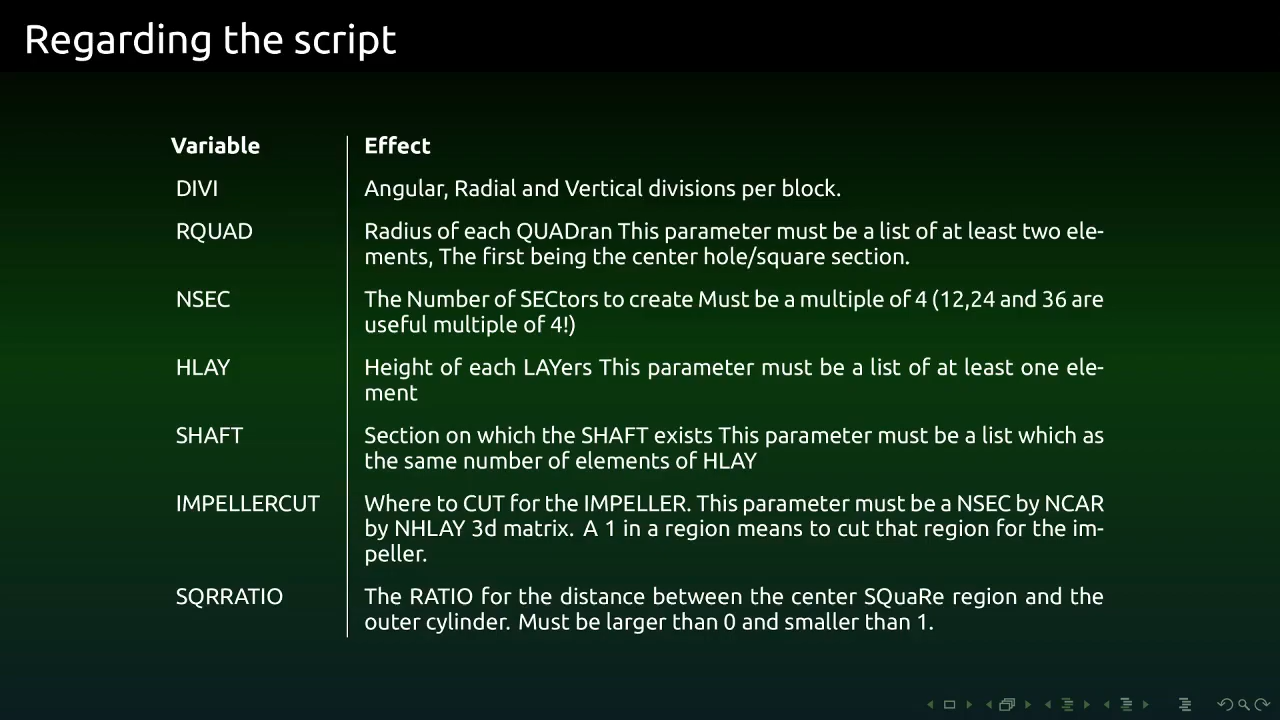 Regarding the script
Variable Effect
DIVI Angular, Radial and Vertical divisions per block.
RQUAD Radius of each QUADran This parameter must be a list of at least two ele-
ments, The first being the center hole/square section.
NSEC The Number of SECtors to create Must be a multiple of 4 (12,24 and 36 are
useful multiple of 4!)
HLAY Height of each LAYers This parameter must be a list of at least one ele-
ment
SHAFT Section on which the SHAFT exists This parameter must be a list which as
the same number of elements of HLAY
IMPELLERCUT Where to CUT for the IMPELLER. This parameter must be a NSEC by NCAR
by NHLAY 3d matrix. A 1 in a region means to cut that region for the im-
peller.
SQRRATIO The RATIO for the distance between the center SQuaRe region and the
outer cylinder. Must be larger than 0 and smaller than 1.